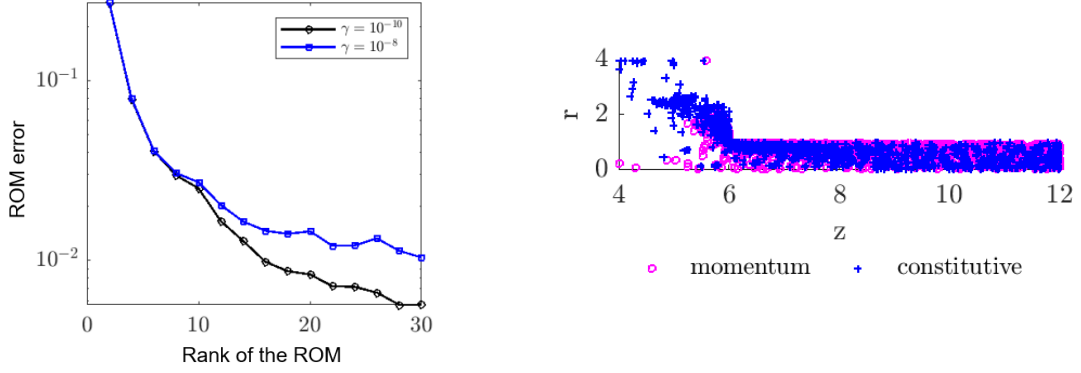 ROM error
10⁻¹
10⁻²
γ = 10⁻¹⁰
γ = 10⁻⁸
0 10 20 30
Rank of the ROM
r
4
2
0
4 6 8 10 12
z
momentum constitutive